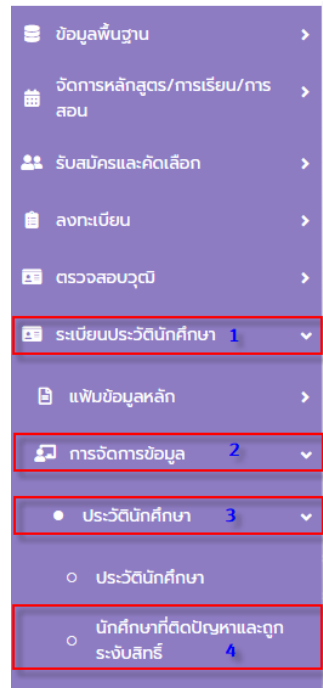 ข้อมูลพื้นฐาน
จัดการหลักสูตร/การเรียน/การ
สอน
รับสมัครและคัดเลือก
ลงทะเบียน
ตรวจสอบวุฒิ
ระเบียนประวัตินักศึกษา 1
แฟ้มข้อมูลหลัก
การจัดการข้อมูล 2
ประวัตินักศึกษา 3
ประวัตินักศึกษา
นักศึกษาที่ติดปัญหาและถูก
ระงับสิทธิ์ 4